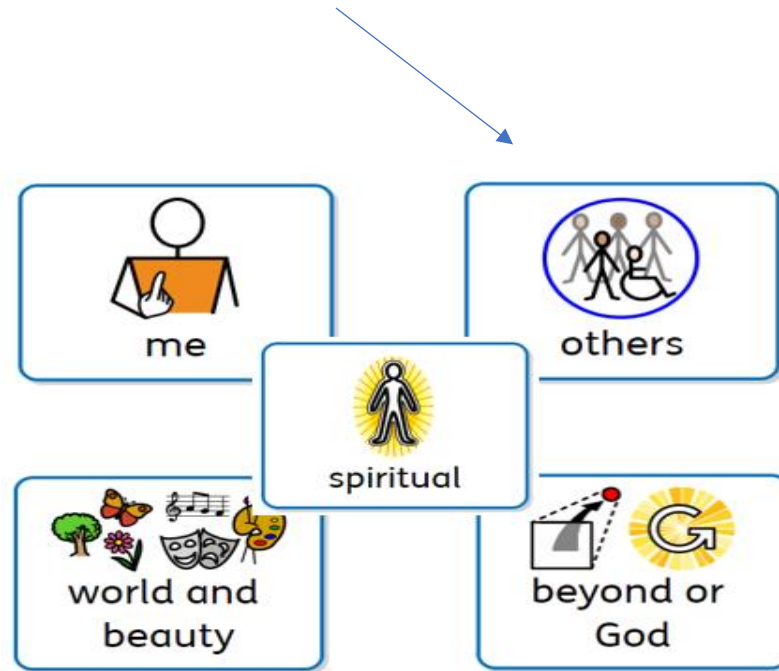 me
others
spiritual
world and
beauty
beyond or
God